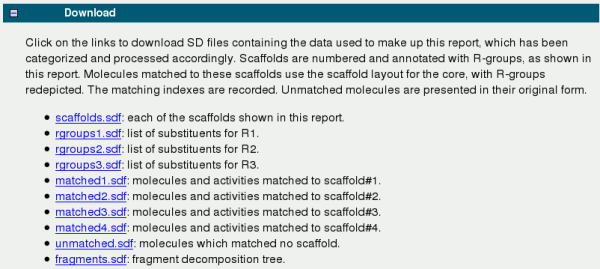 Download
Click on the links to download SD files containing the data used to make up this report, which has been
categorized and processed accordingly. Scaffolds are numbered and annotated with R-groups, as shown in
this report. Molecules matched to these scaffolds use the scaffold layout for the core, with R-groups
redepicted. The matching indexes are recorded. Unmatched molecules are presented in their original form.
• scaffolds.sdf: each of the scaffolds shown in this report.
• rgroups1.sdf: list of substituents for R1.
• rgroups2.sdf: list of substituents for R2.
• rgroups3.sdf: list of substituents for R3.
• matched1.sdf: molecules and activities matched to scaffold#1.
• matched2.sdf: molecules and activities matched to scaffold#2.
• matched3.sdf: molecules and activities matched to scaffold#3.
• matched4.sdf: molecules and activities matched to scaffold#4.
• unmatched.sdf: molecules which matched no scaffold.
• fragments.sdf: fragment decomposition tree.